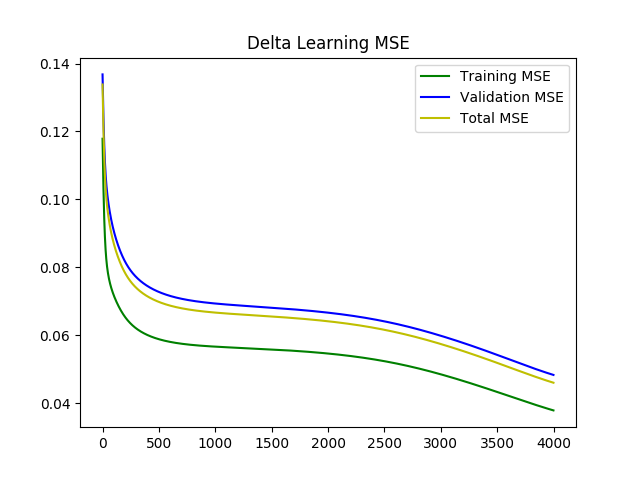 Delta Learning MSE
Training MSE
Validation MSE
Total MSE
0.14
0.12
0.10
0.08
0.06
0.04
0 500 1000 1500 2000 2500 3000 3500 4000